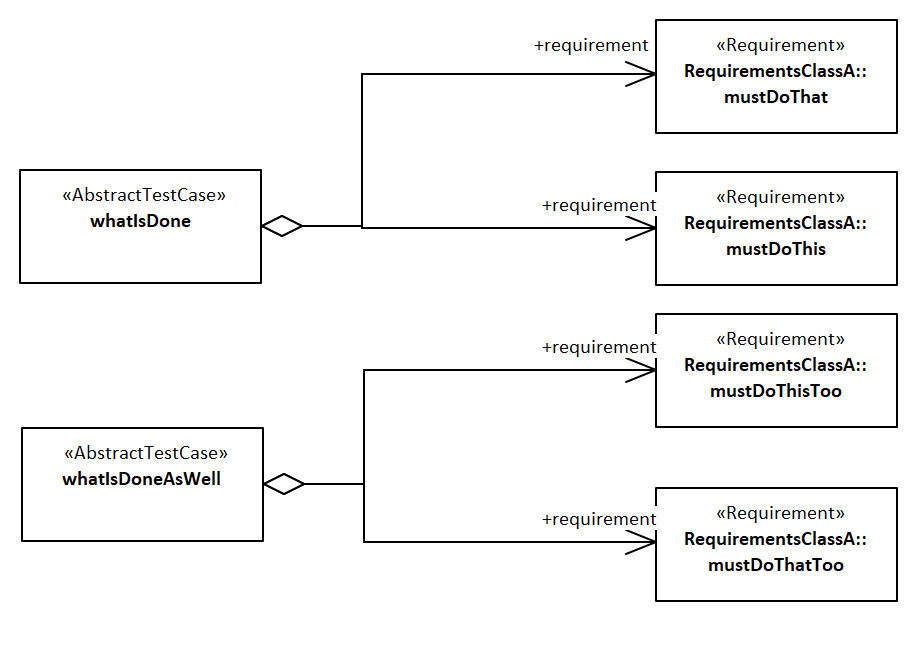 +requirement
«Requirement»
RequirementsClassA::
mustDoThat
«AbstractTestCase»
whatIsDone
+requirement
«Requirement»
RequirementsClassA::
mustDoThis
+requirement
«Requirement»
RequirementsClassA::
mustDoThisToo
«AbstractTestCase»
whatIsDoneAsWell
+requirement
«Requirement»
RequirementsClassA::
mustDoThatToo